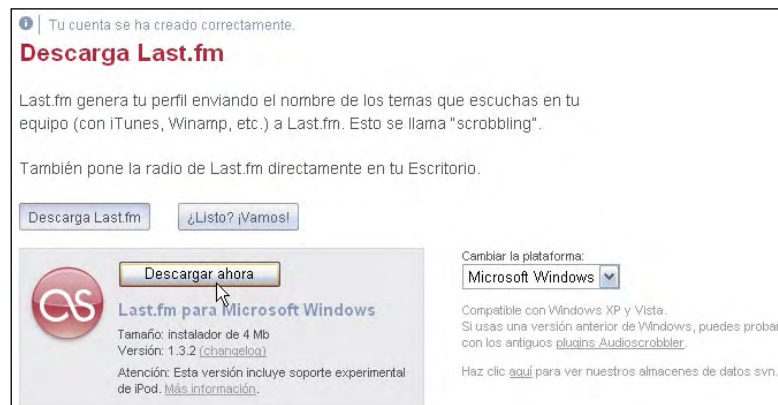 Tu cuenta se ha creado correctamente.
Descarga Last.fm
Last.fm genera tu perfil enviando el nombre de los temas que escuchas en tu
equipo (con iTunes, Winamp, etc.) a Last.fm. Esto se llama "scrobbling".
También pone la radio de Last.fm directamente en tu Escritorio.
Descarga Last.fm
¿Listo? ¡Vamos!
Descargar ahora
Last.fm para Microsoft Windows
Tamaño: instalador de 4 Mb
Versión: 1.3.2 (changelog)
Atención: Esta versión incluye soporte experimental
de iPod. Más información.
Cambiar la plataforma:
Microsoft Windows
Compatible con Windows XP y Vista.
Si usas una versión anterior de Windows, puedes probar
con los antiguos plugins Audioscrobbler.
Haz clic aquí para ver nuestros almacenes de datos svn.